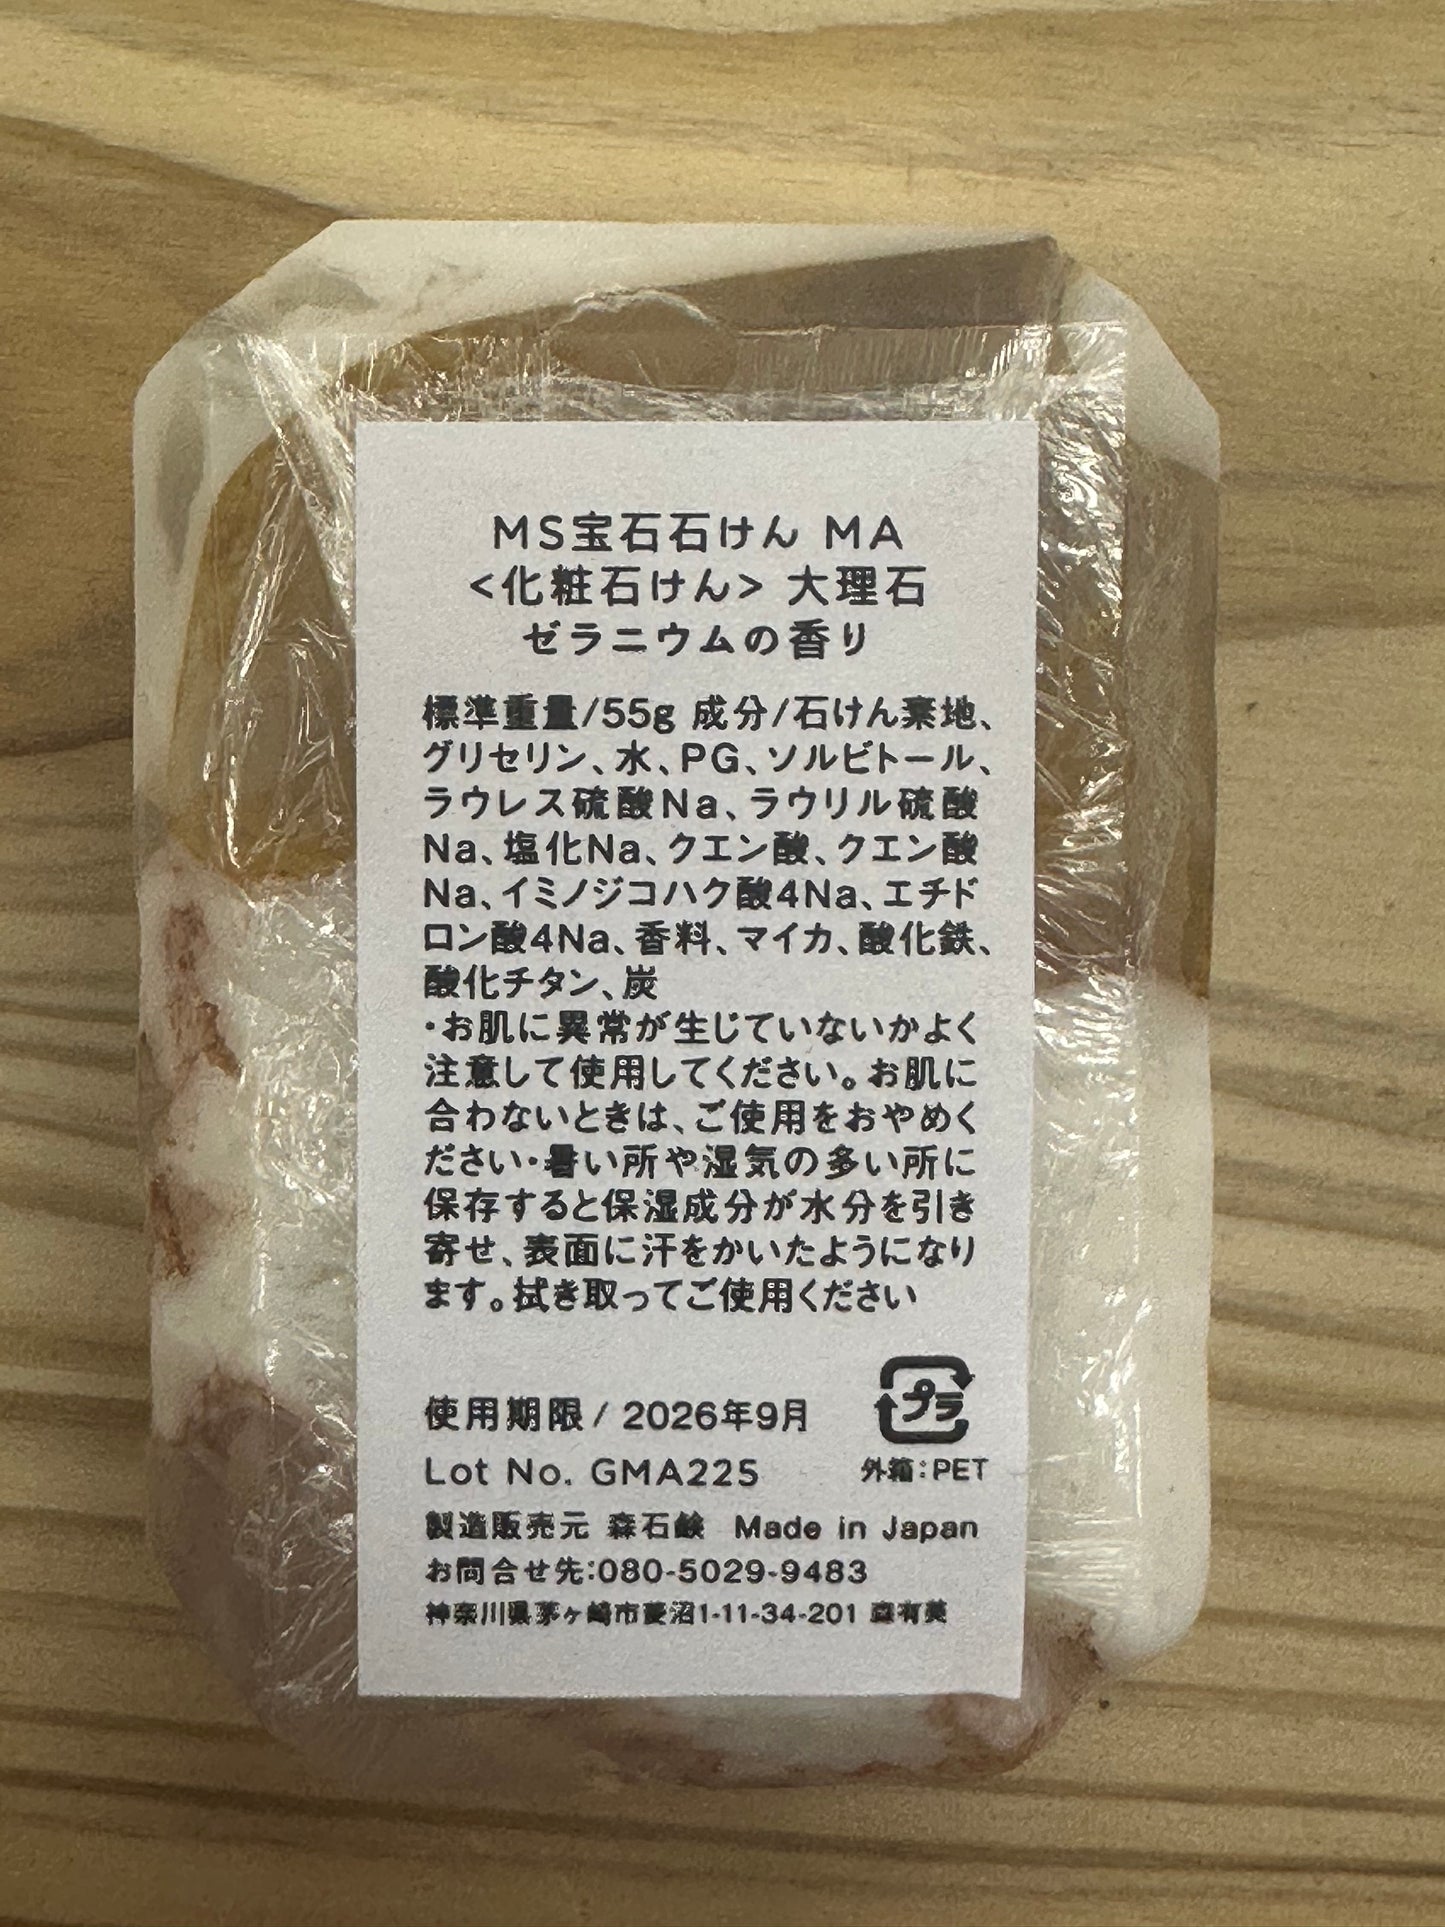 MS宝石石けん MA
<化粧石けん> 大理石
ゼラニウムの香り
標準重量/55g 成分/石けん素地、
グリセリン、水、PG、ソルビトール、
ラウレス硫酸Na、ラウリル硫酸
Na、塩化Na、クエン酸、クエン酸
Na、イミノジコハク酸4Na、エチド
ロン酸4Na、香料、マイカ、酸化鉄、
酸化チタン、炭
・お肌に異常が生じていないかよく
注意して使用してください。お肌に
合わないときは、ご使用をおやめく
ださい・暑い所や湿気の多い所に
保存すると保湿成分が水分を引き
寄せ、表面に汗をかいたようになり
ます。拭き取ってご使用ください
プラ
使用期限/ 2026年9月
Lot No. GMA225
外箱:PET
製造販売元 森石鹸 Made in Japan
お問合せ先:080-5029-9483
神奈川県茅ヶ崎市菱沼1-11-34-201 森有美